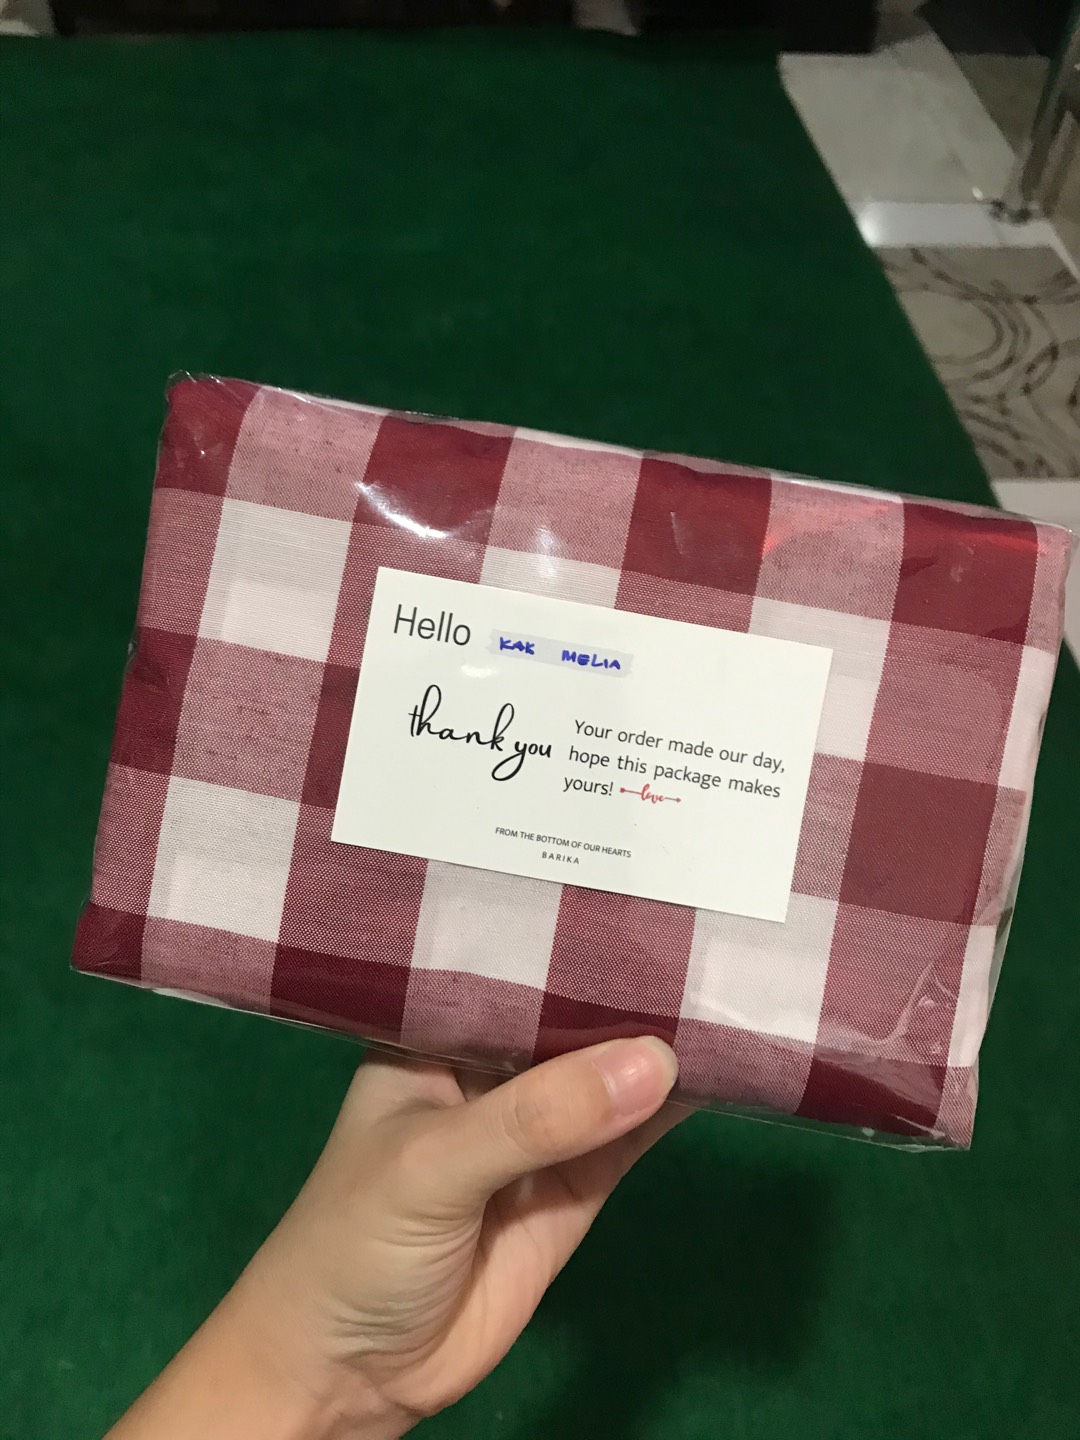 Hello KAK MELIA
thank you
Your order made our day,
hope this package makes
yours! love
FROM THE BOTTOM OF OUR HEARTS
BARIKA